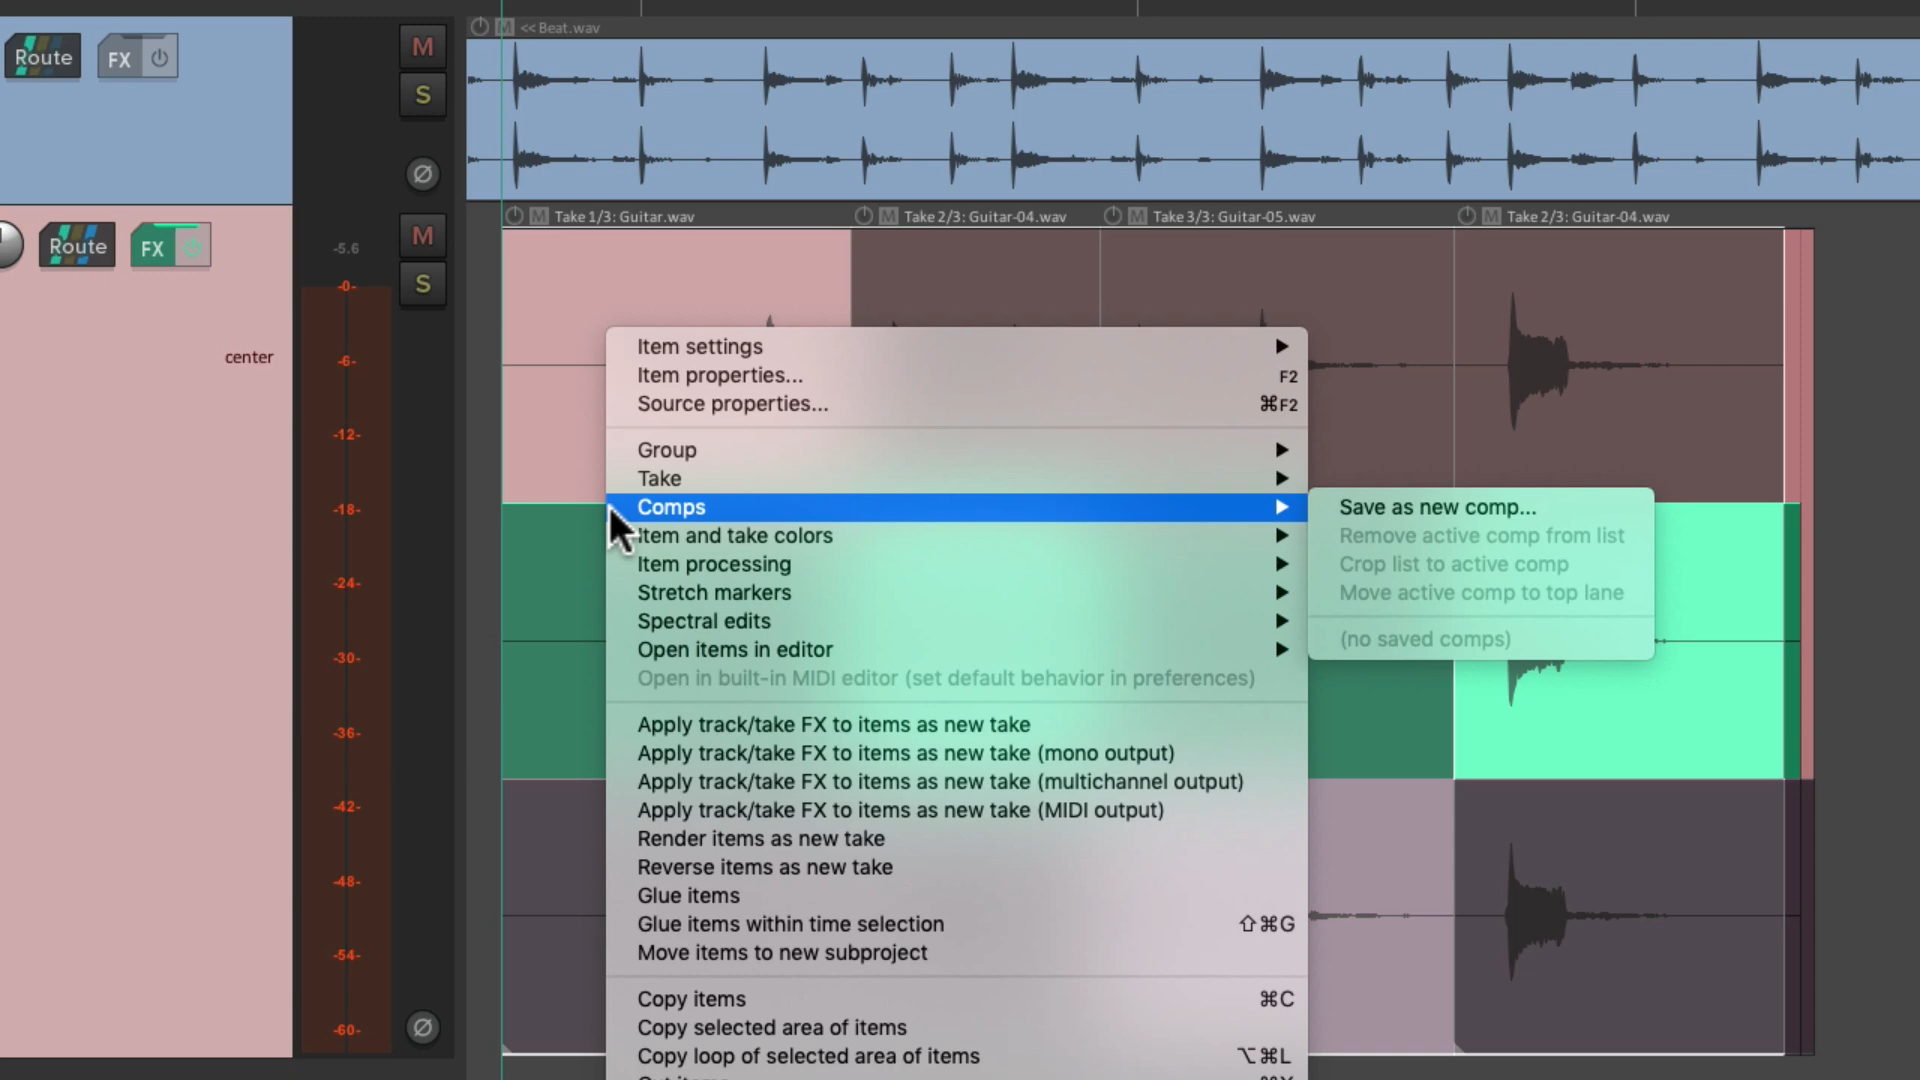 M << Beat.wav
Route FX M
S
Ø
M Take 1/3: Guitar.wav M Take 2/3: Guitar-04.wav M Take 3/3: Guitar-05.wav M Take 2/3: Guitar-04.wav
Route FX -5.6 M
S
-0-
center
-6-
-12-
-18-
-24-
-30-
-36-
-42-
-48-
-54-
-60-
Ø
Item settings
Item properties... F2
Source properties... ⌘F2
Group
Take
Comps
Item and take colors
Item processing
Stretch markers
Spectral edits
Open items in editor
Open in built-in MIDI editor (set default behavior in preferences)
Apply track/take FX to items as new take
Apply track/take FX to items as new take (mono output)
Apply track/take FX to items as new take (multichannel output)
Apply track/take FX to items as new take (MIDI output)
Render items as new take
Reverse items as new take
Glue items
Glue items within time selection ⇧⌘G
Move items to new subproject
Copy items ⌘C
Copy selected area of items
Copy loop of selected area of items ⌥⌘L
Save as new comp...
Remove active comp from list
Crop list to active comp
Move active comp to top lane
(no saved comps)